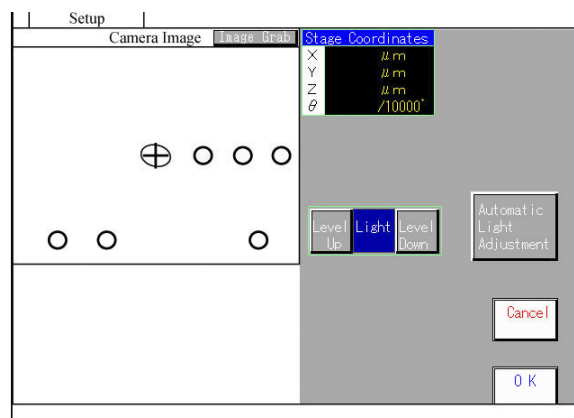 Setup
Camera Image Image Grab
Stage Coordinates
X μm
Y μm
Z μm
θ /10000°
Level Up
Light
Level Down
Automatic
Light
Adjustment
Cancel
OK